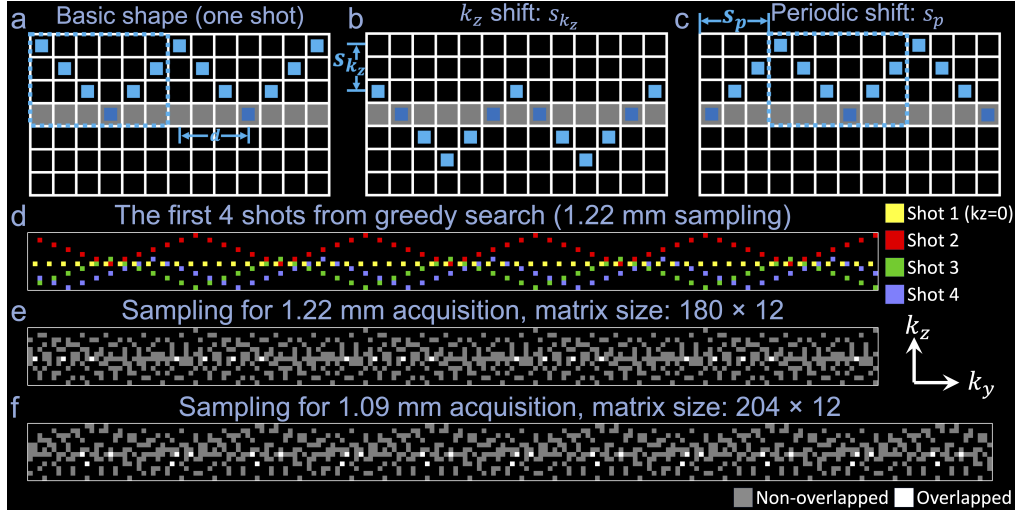 a Basic shape (one shot)
d
b k_z shift: s_{k_z}
s_{k_z}
c Periodic shift: s_p
s_p
d The first 4 shots from greedy search (1.22 mm sampling)
Shot 1 (kz=0)
Shot 2
Shot 3
Shot 4
e Sampling for 1.22 mm acquisition, matrix size: 180 × 12
k_z
k_y
f Sampling for 1.09 mm acquisition, matrix size: 204 × 12
Non-overlapped
Overlapped